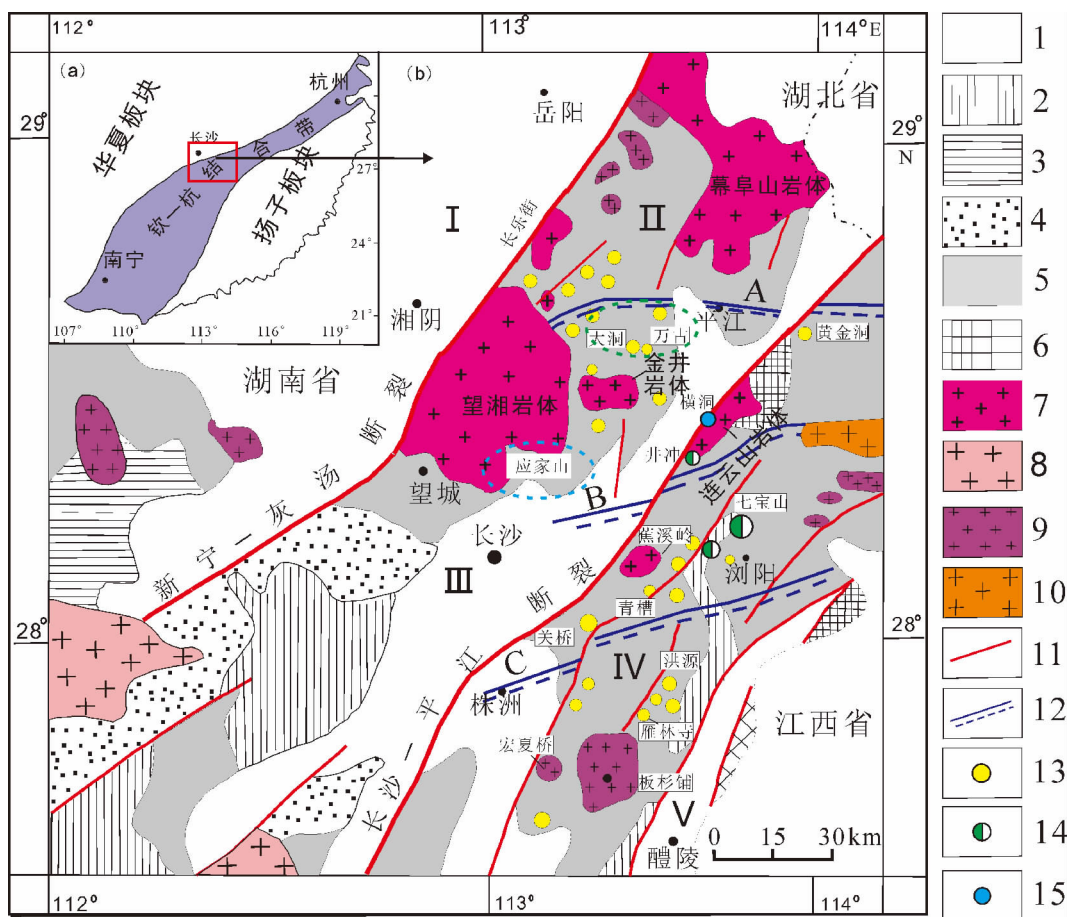 112°
113°
114°E
(a)
杭州
华夏板块
长沙
带
合
结
钦一杭
扬子板块
南宁
27°
24°
21°
107°
110°
113°
116°
119°
(b)
岳阳
湖北省
29°
29°
N
幕阜山岩体
I
II
长乐街
湘阴
A
平江
黄金洞
大洞
万古
金井
岩体
湖南省
望湘岩体
横洞
井冲
连云山岩体
应家山
望城
B
七宝山
新宁一灰汤断裂
长沙
蕉溪岭
浏阳
III
青槽
28°
28°
关桥
C
IV
洪源
株洲
江西省
雁林寺
宏夏桥
板杉铺
长沙一平江断裂
V
醴陵
0 15 30km
112°
113°
114°
1
2
3
4
5
6
7
8
9
10
11
12
13
14
15